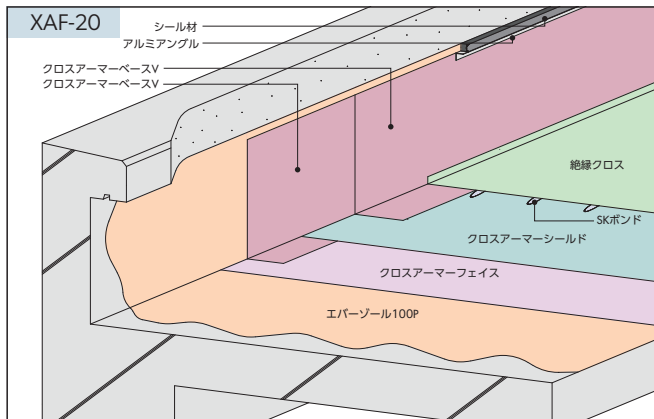 XAF-20
シール材
アルミアングル
クロスアーマーベースV
クロスアーマーベースV
絶縁クロス
SKボンド
クロスアーマーシールド
クロスアーマーフェイス
エバーゾール100P